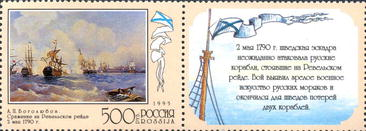 А.П. Боголюбов.
Сражение на Ревельском рейде
2 мая 1790 г.
1995
500
РОССИЯ
ROSSIJA
2 мая 1790 г. шведская эскадра
неожиданно атаковала русские
корабли, стоявшие на Ревельском
рейде. Бой выявил зрелое военное
искусство русских моряков и
окончился для шведов потерей
двух кораблей.